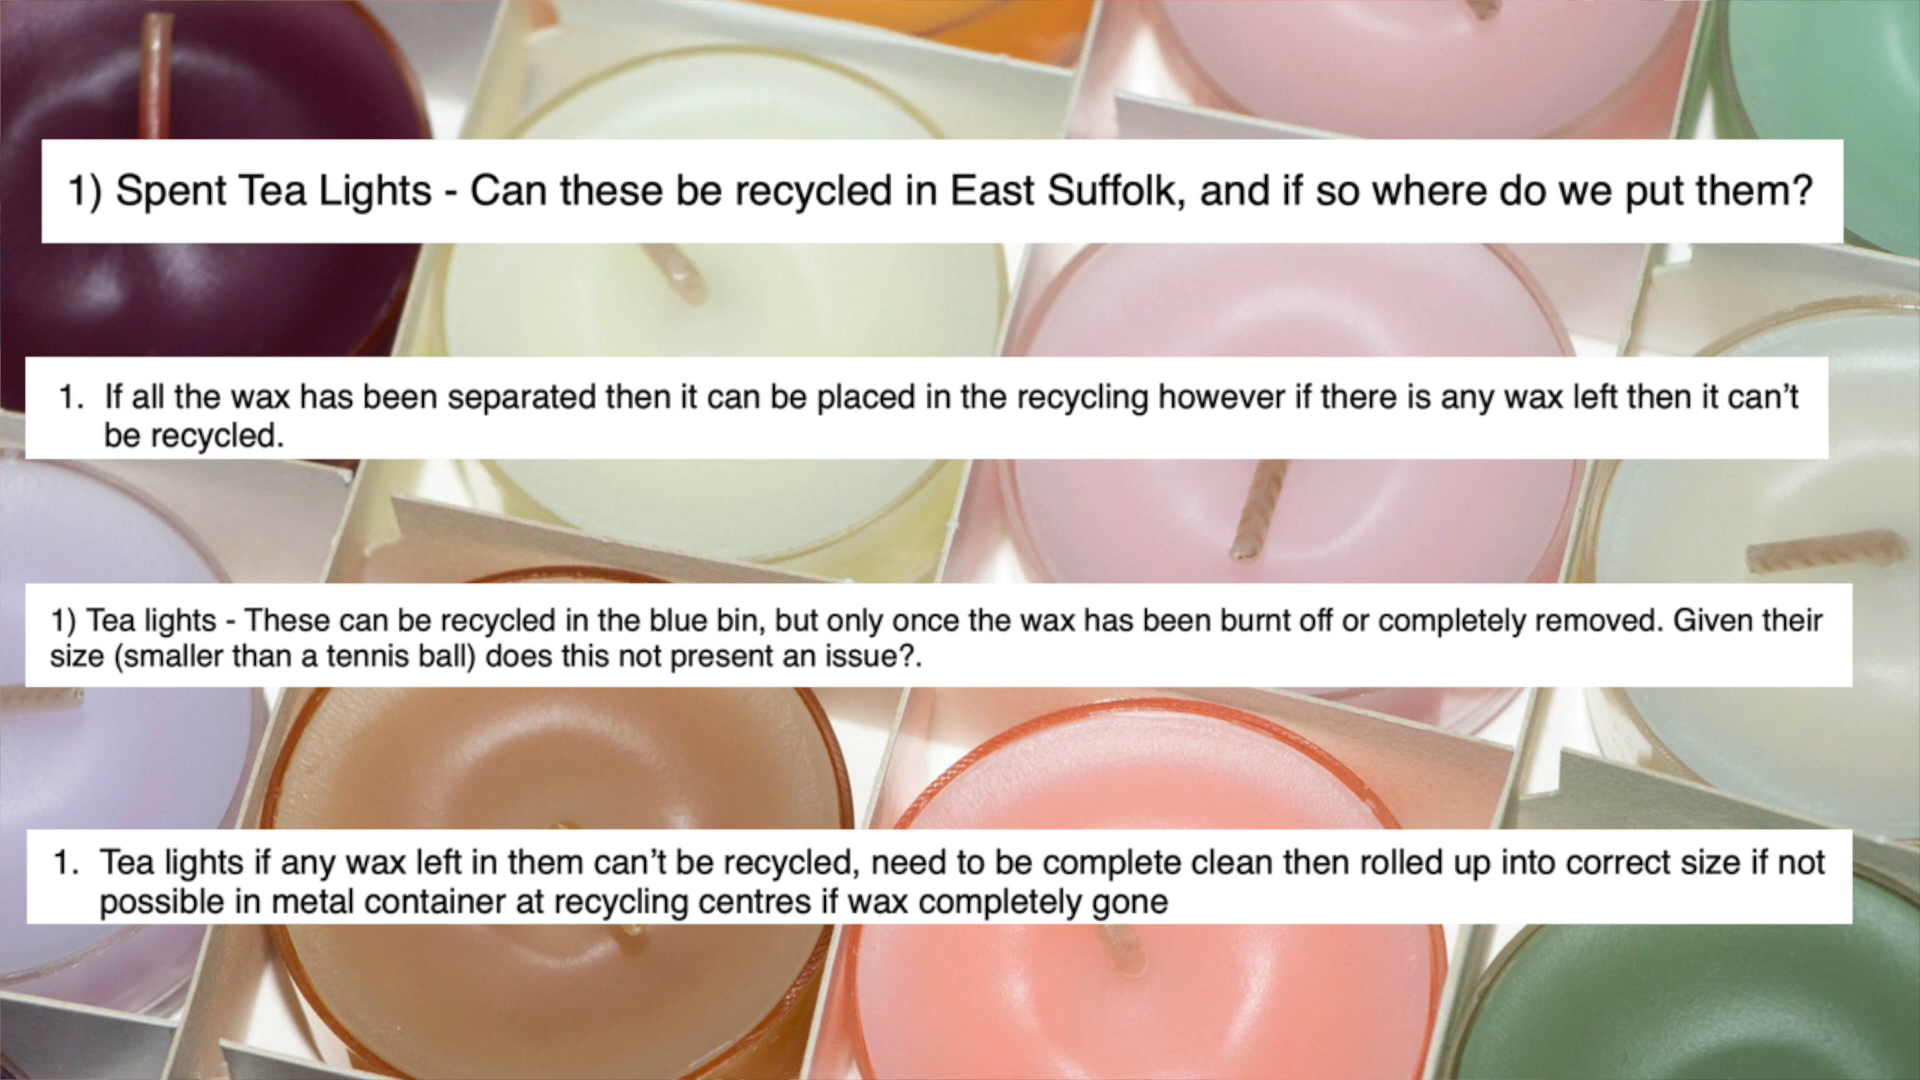 1) Spent Tea Lights - Can these be recycled in East Suffolk, and if so where do we put them?
1. If all the wax has been separated then it can be placed in the recycling however if there is any wax left then it can't
be recycled.
1) Tea lights - These can be recycled in the blue bin, but only once the wax has been burnt off or completely removed. Given their
size (smaller than a tennis ball) does this not present an issue?.
1. Tea lights if any wax left in them can't be recycled, need to be complete clean then rolled up into correct size if not
possible in metal container at recycling centres if wax completely gone